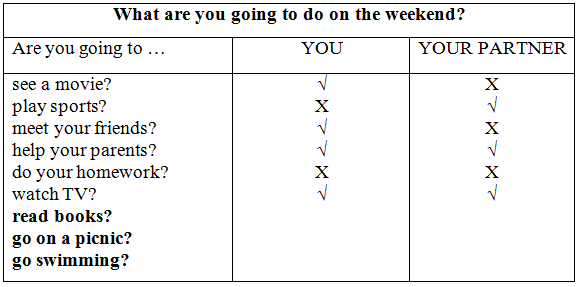 What are you going to do on the weekend?
Are you going to … YOU YOUR PARTNER
see a movie? √ X
play sports? X √
meet your friends? √ X
help your parents? √ √
do your homework? X X
watch TV? √ √
read books?
go on a picnic?
go swimming?